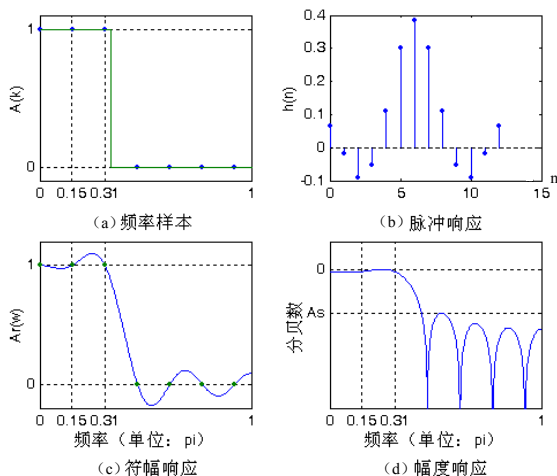 1
A(k)
0
0
0.15
0.31
1
(a) 频率样本
0.4
0.3
0.2
0.1
0
-0.1
h(n)
0
5
10
15
n
(b) 脉冲响应
1
Ar(w)
0
0
0.15
0.31
1
频率（单位：pi）
(c) 符幅响应
0
As
分贝数
0
0.15
0.31
1
频率（单位：pi）
(d) 幅度响应